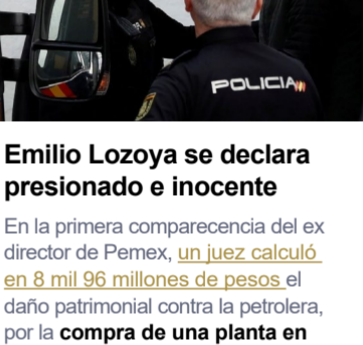 POLICIA
Emilio Lozoya se declara
presionado e inocente
En la primera comparecencia del ex
director de Pemex, un juez calculó
en 8 mil 96 millones de pesos el
daño patrimonial contra la petrolera,
por la compra de una planta en